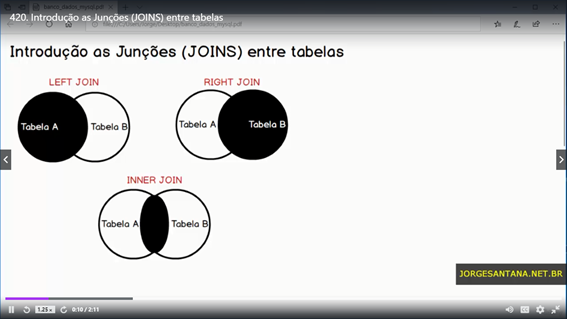 420. Introdução as Junções (JOINS) entre tabelas
Introdução as Junções (JOINS) entre tabelas
LEFT JOIN
RIGHT JOIN
Tabela A
Tabela B
Tabela A
Tabela B
INNER JOIN
Tabela A
Tabela B
JORGESANTANA.NET.BR
1.25x
0:10 / 2:11
CC